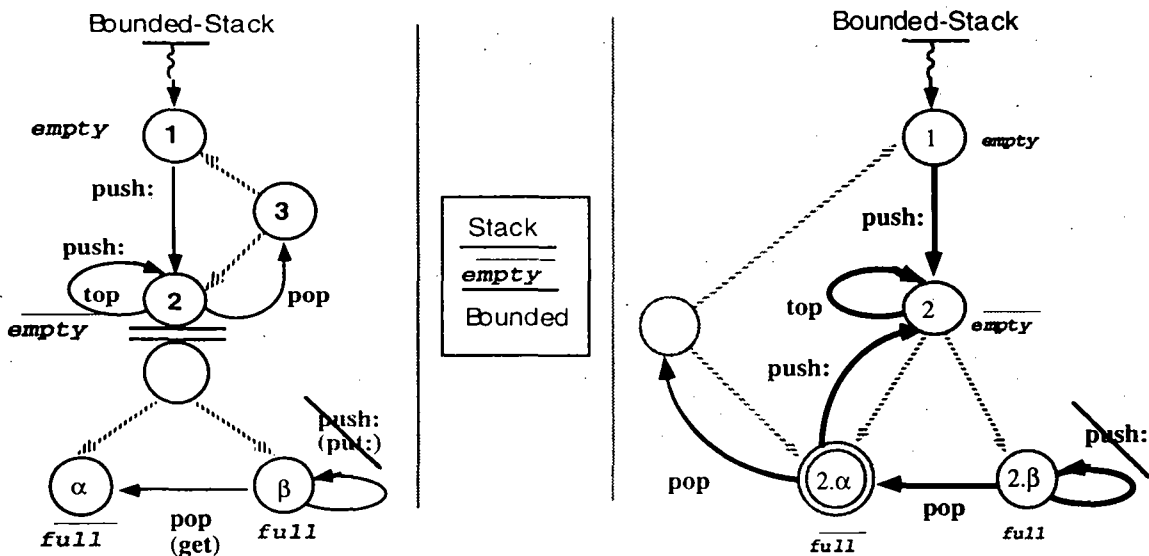 Bounded-Stack
empty
1
push:
3
push:
top
2
pop
empty
push:
(put:)
α
β
full
pop
(get)
full
Stack
empty
Bounded
Bounded-Stack
1
empty
push:
top
2
empty
push:
push:
pop
2.α
2.β
pop
full
full